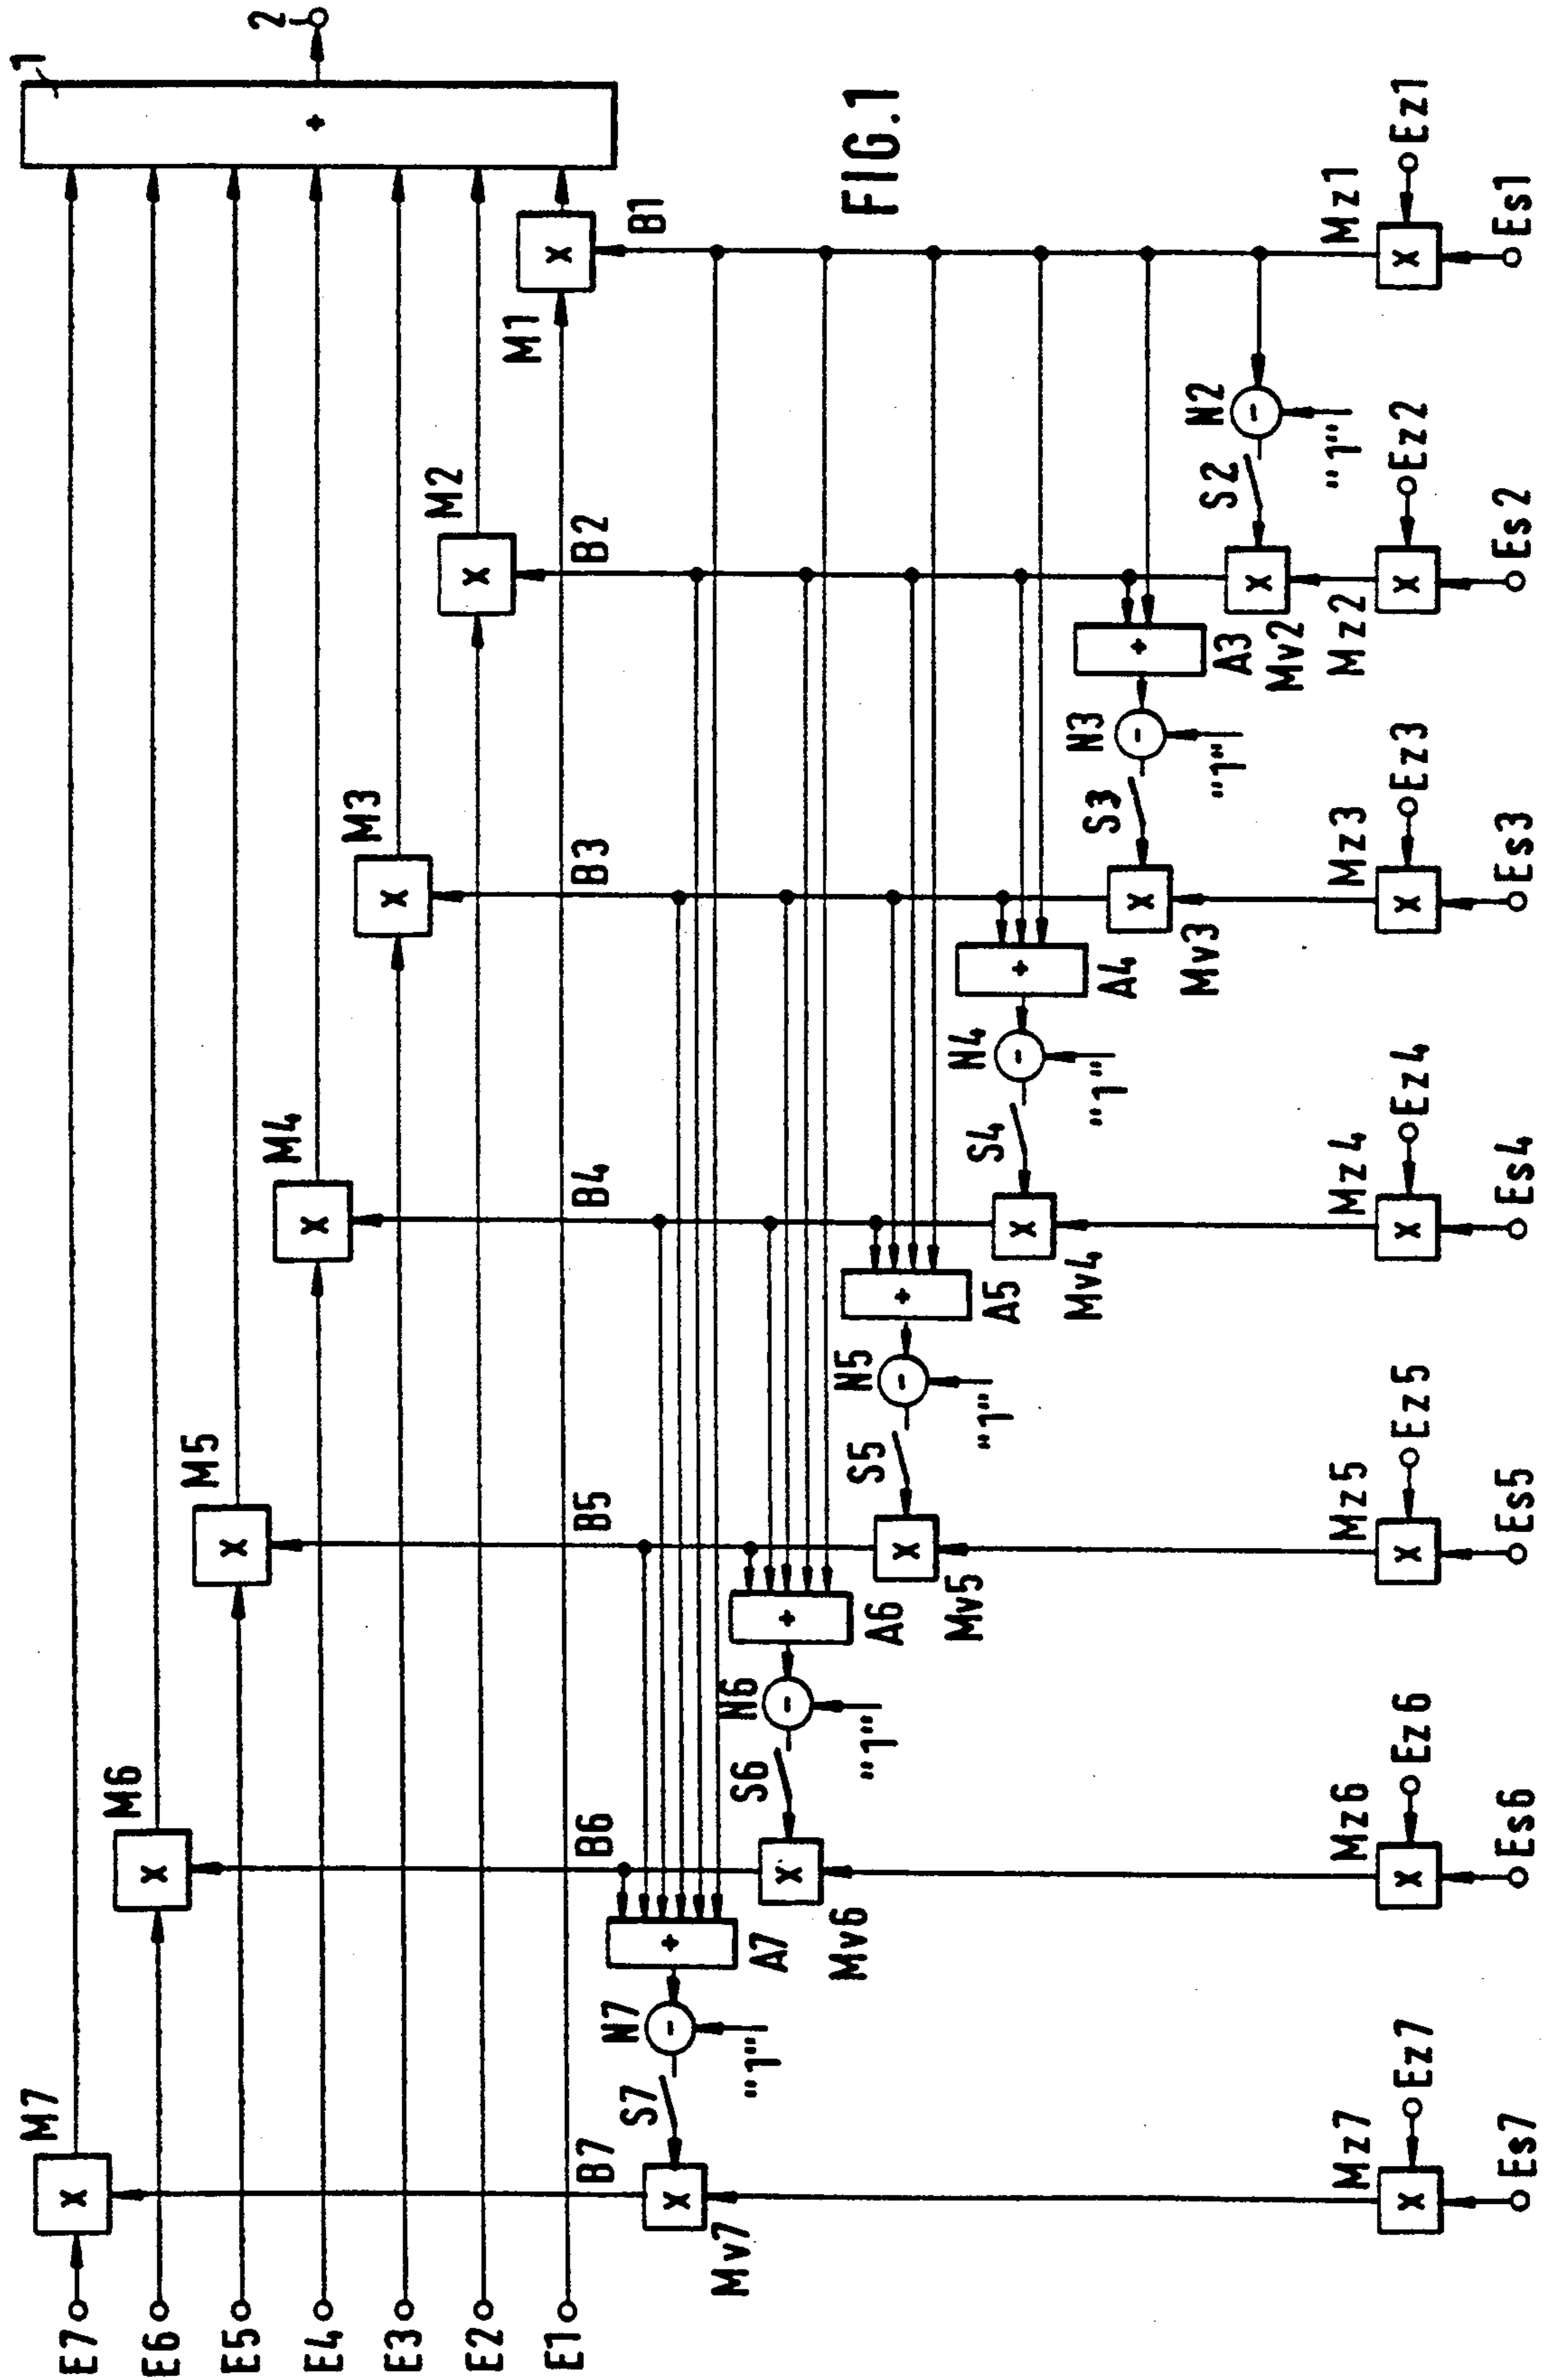 1
2
M7
M6
M5
M4
M3
M2
M1
B7
B6
B5
B4
B3
B2
B1
FIG.1
E7
E6
E5
E4
E3
E2
E1
S7
N7
"1"
A7
Mv7
S6
N6
"1"
A6
Mv6
S5
N5
"1"
A5
Mv5
S4
N4
"1"
A4
Mv4
S3
N3
"1"
A3
Mv3
S2
N2
"1"
Mv2
Mz7
Ez7
Mz6
Ez6
Mz5
Ez5
Mz4
Ez4
Mz3
Ez3
Mz2
Ez2
Mz1
Ez1
Es7
Es6
Es5
Es4
Es3
Es2
Es1